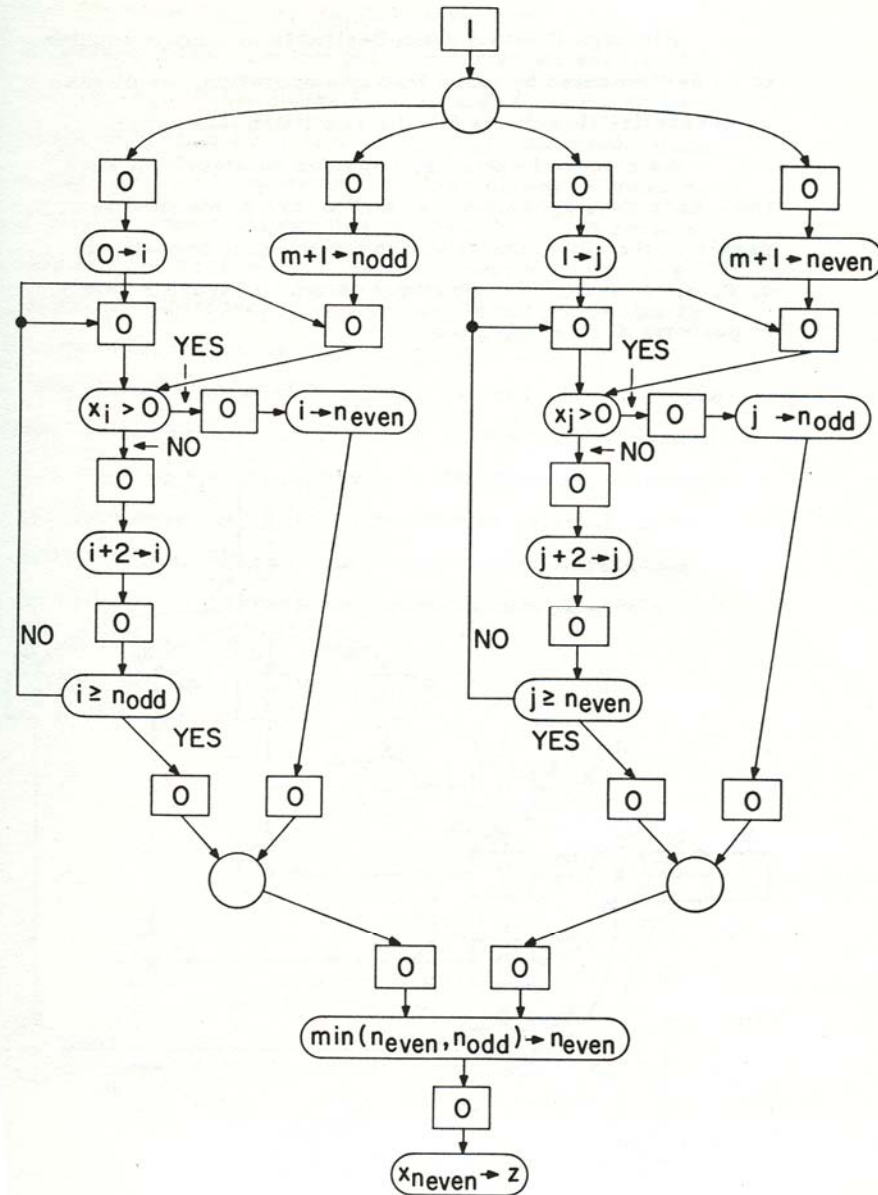 1
0 0 0 0
0→i m+1→n_odd 1→j m+1→n_even
0 0 0 0
YES YES
x_i > 0 0 i→n_even x_j > 0 0 j→n_odd
←NO ←NO
0 0
i+2→i j+2→j
0 0
NO NO
i ≥ n_odd j ≥ n_even
YES YES
0 0 0 0
0 0
min(n_even, n_odd)→n_even
0
x_n_even→z